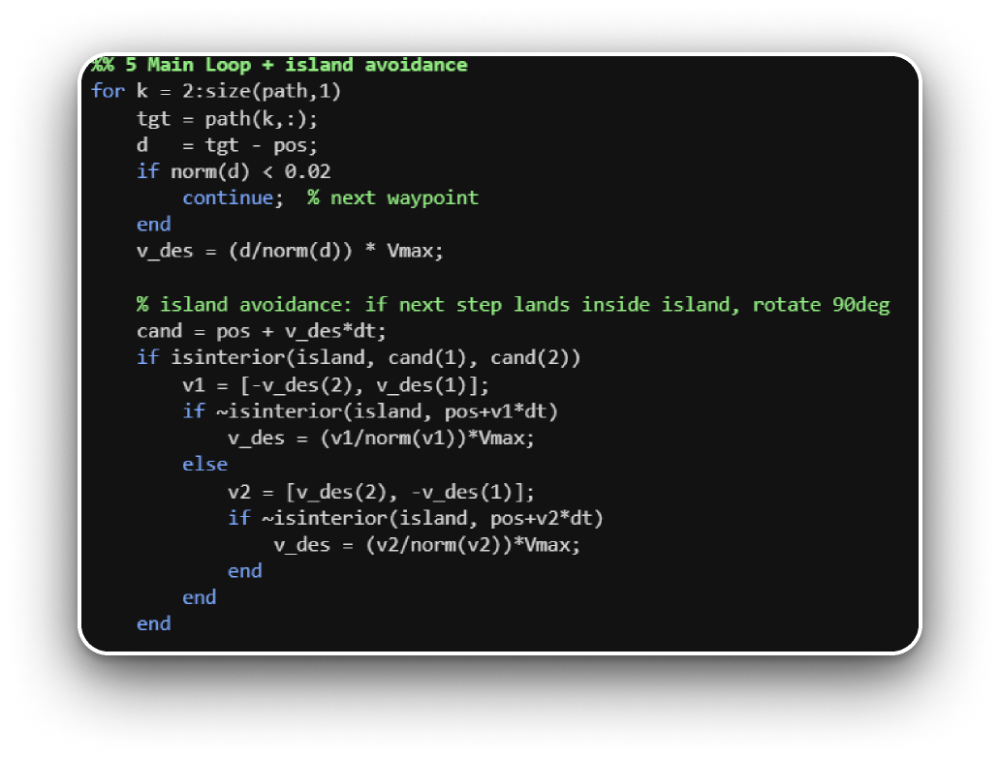 %% 5 Main Loop + island avoidance
for k = 2:size(path,1)
    tgt = path(k,:);
    d   = tgt - pos;
    if norm(d) < 0.02
        continue;  % next waypoint
    end
    v_des = (d/norm(d)) * Vmax;

    % island avoidance: if next step lands inside island, rotate 90deg
    cand = pos + v_des*dt;
    if isinterior(island, cand(1), cand(2))
        v1 = [-v_des(2), v_des(1)];
        if ~isinterior(island, pos+v1*dt)
            v_des = (v1/norm(v1))*Vmax;
        else
            v2 = [v_des(2), -v_des(1)];
            if ~isinterior(island, pos+v2*dt)
                v_des = (v2/norm(v2))*Vmax;
            end
        end
    end